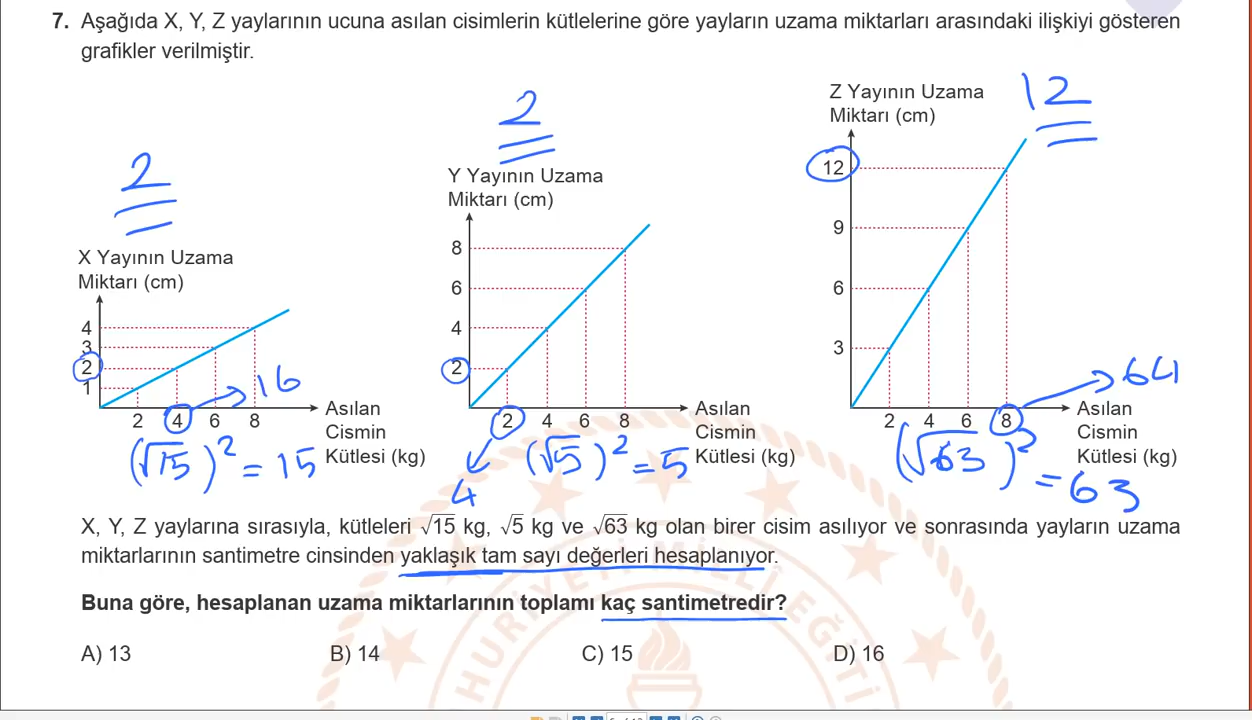 7. Aşağıda X, Y, Z yaylarının ucuna asılan cisimlerin kütlelerine göre yayların uzama miktarları arasındaki ilişkiyi gösteren
grafikler verilmiştir.
2
X Yayının Uzama
Miktarı (cm)
4
3
2
1
2 4 6 8
16
Asılan
Cismin
Kütlesi (kg)
(√15)² = 15
2
Y Yayının Uzama
Miktarı (cm)
8
6
4
2
2 4 6 8
Asılan
Cismin
Kütlesi (kg)
4
(√5)² = 5
12
Z Yayının Uzama
Miktarı (cm)
12
9
6
3
2 4 6 8
64
Asılan
Cismin
Kütlesi (kg)
(√63)² = 63
X, Y, Z yaylarına sırasıyla, kütleleri √15 kg, √5 kg ve √63 kg olan birer cisim asılıyor ve sonrasında yayların uzama
miktarlarının santimetre cinsinden yaklaşık tam sayı değerleri hesaplanıyor.
Buna göre, hesaplanan uzama miktarlarının toplamı kaç santimetredir?
A) 13 B) 14 C) 15 D) 16